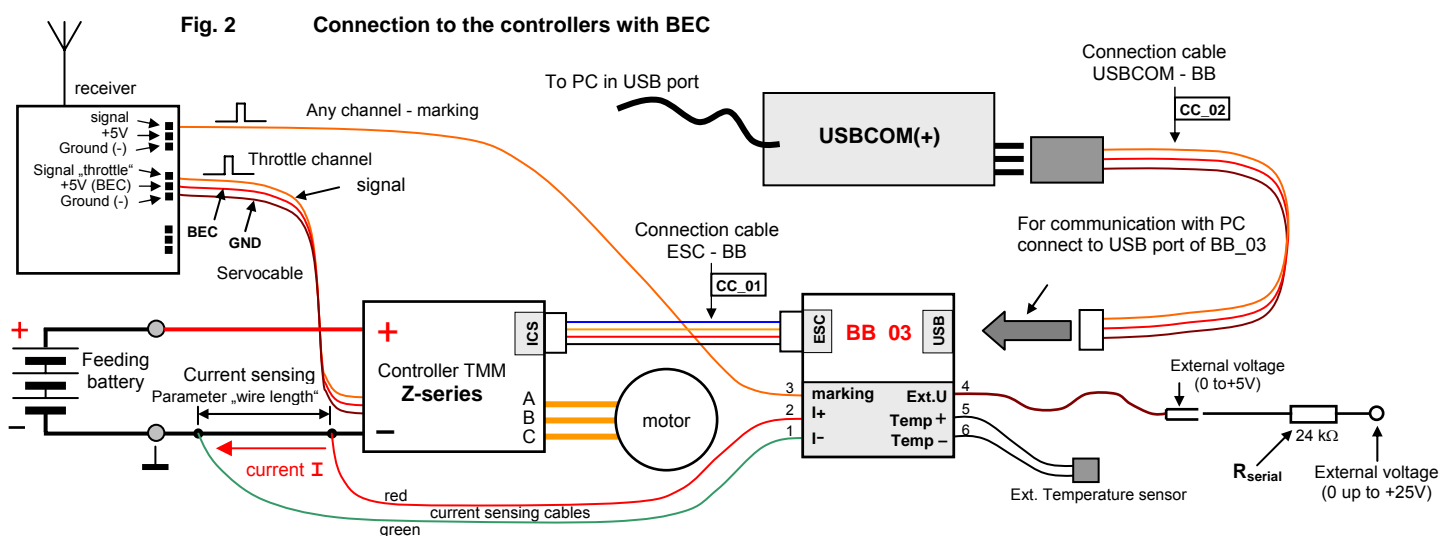 Fig. 2 Connection to the controllers with BEC
receiver
signal
+5V
Ground (-)
Signal „throttle“
+5V (BEC)
Ground (-)
Any channel - marking
Throttle channel
signal
BEC
GND
Servocable
To PC in USB port
USBCOM(+)
Connection cable
USBCOM - BB
CC_02
For communication with PC
connect to USB port of BB_03
Connection cable
ESC - BB
CC_01
+
Feeding
battery
–
Current sensing
Parameter „wire length“
current I
+
Controller TMM
Z-series
–
ICS
A
B
C
motor
ESC
BB 03
USB
3 marking
2 I+
1 I–
Ext.U 4
Temp + 5
Temp – 6
red
current sensing cables
green
Ext. Temperature sensor
External voltage
(0 to+5V)
24 kΩ
Rserial
External voltage
(0 up to +25V)